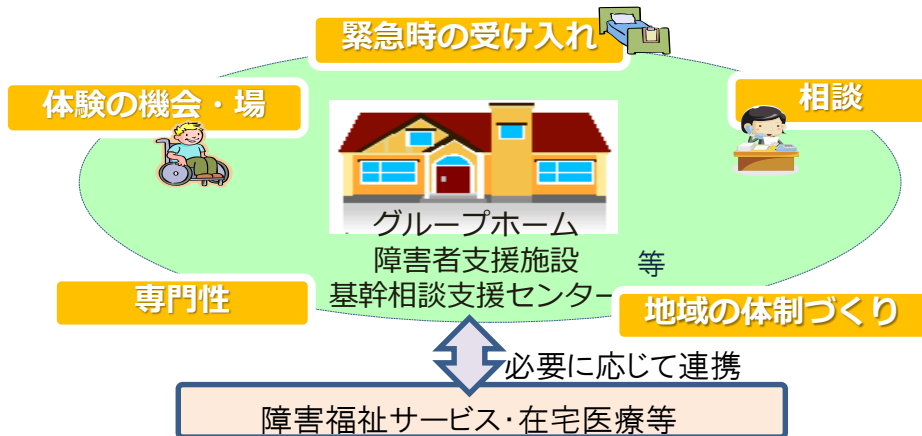 緊急時の受け入れ
体験の機会・場
相談
グループホーム
障害者支援施設
等
専門性
基幹相談支援センター
地域の体制づくり
必要に応じて連携
障害福祉サービス・在宅医療等